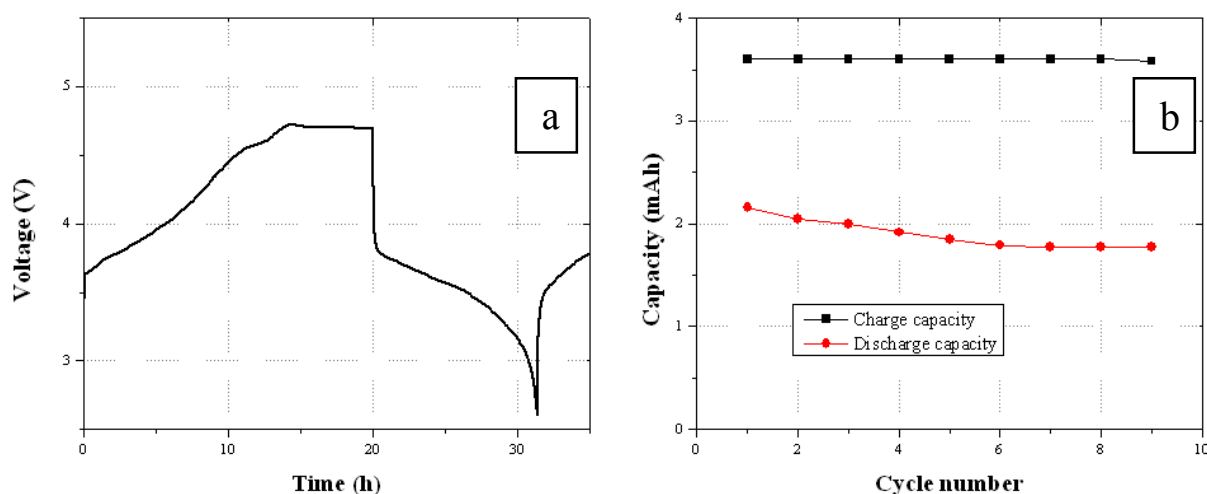 a
5
4
3
0
10
20
30
Voltage (V)
Time (h)
b
4
3
2
1
0
0
2
4
6
8
10
Capacity (mAh)
Charge capacity
Discharge capacity
Cycle number